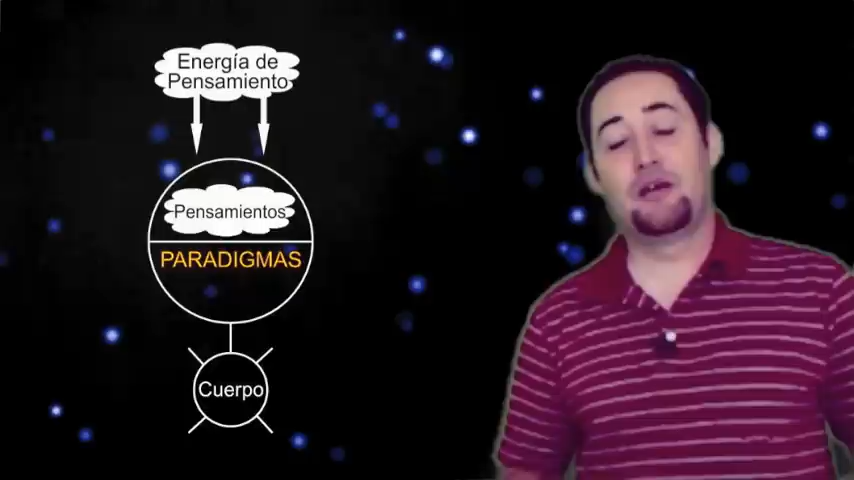 Energía de
Pensamiento
Pensamientos
PARADIGMAS
Cuerpo